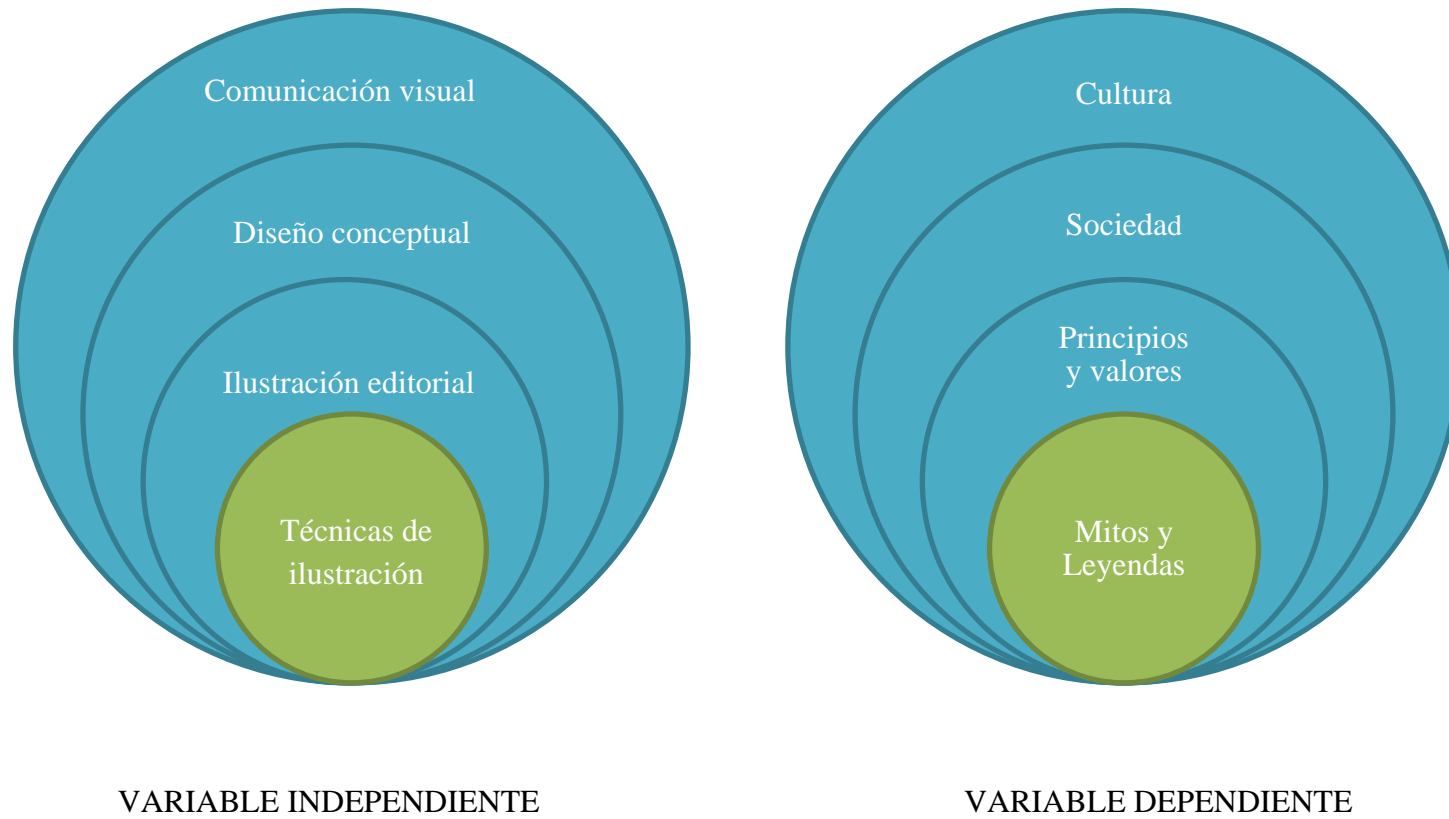 Comunicación visual
Diseño conceptual
Ilustración editorial
Técnicas de
ilustración
VARIABLE INDEPENDIENTE
Cultura
Sociedad
Principios
y valores
Mitos y
Leyendas
VARIABLE DEPENDIENTE